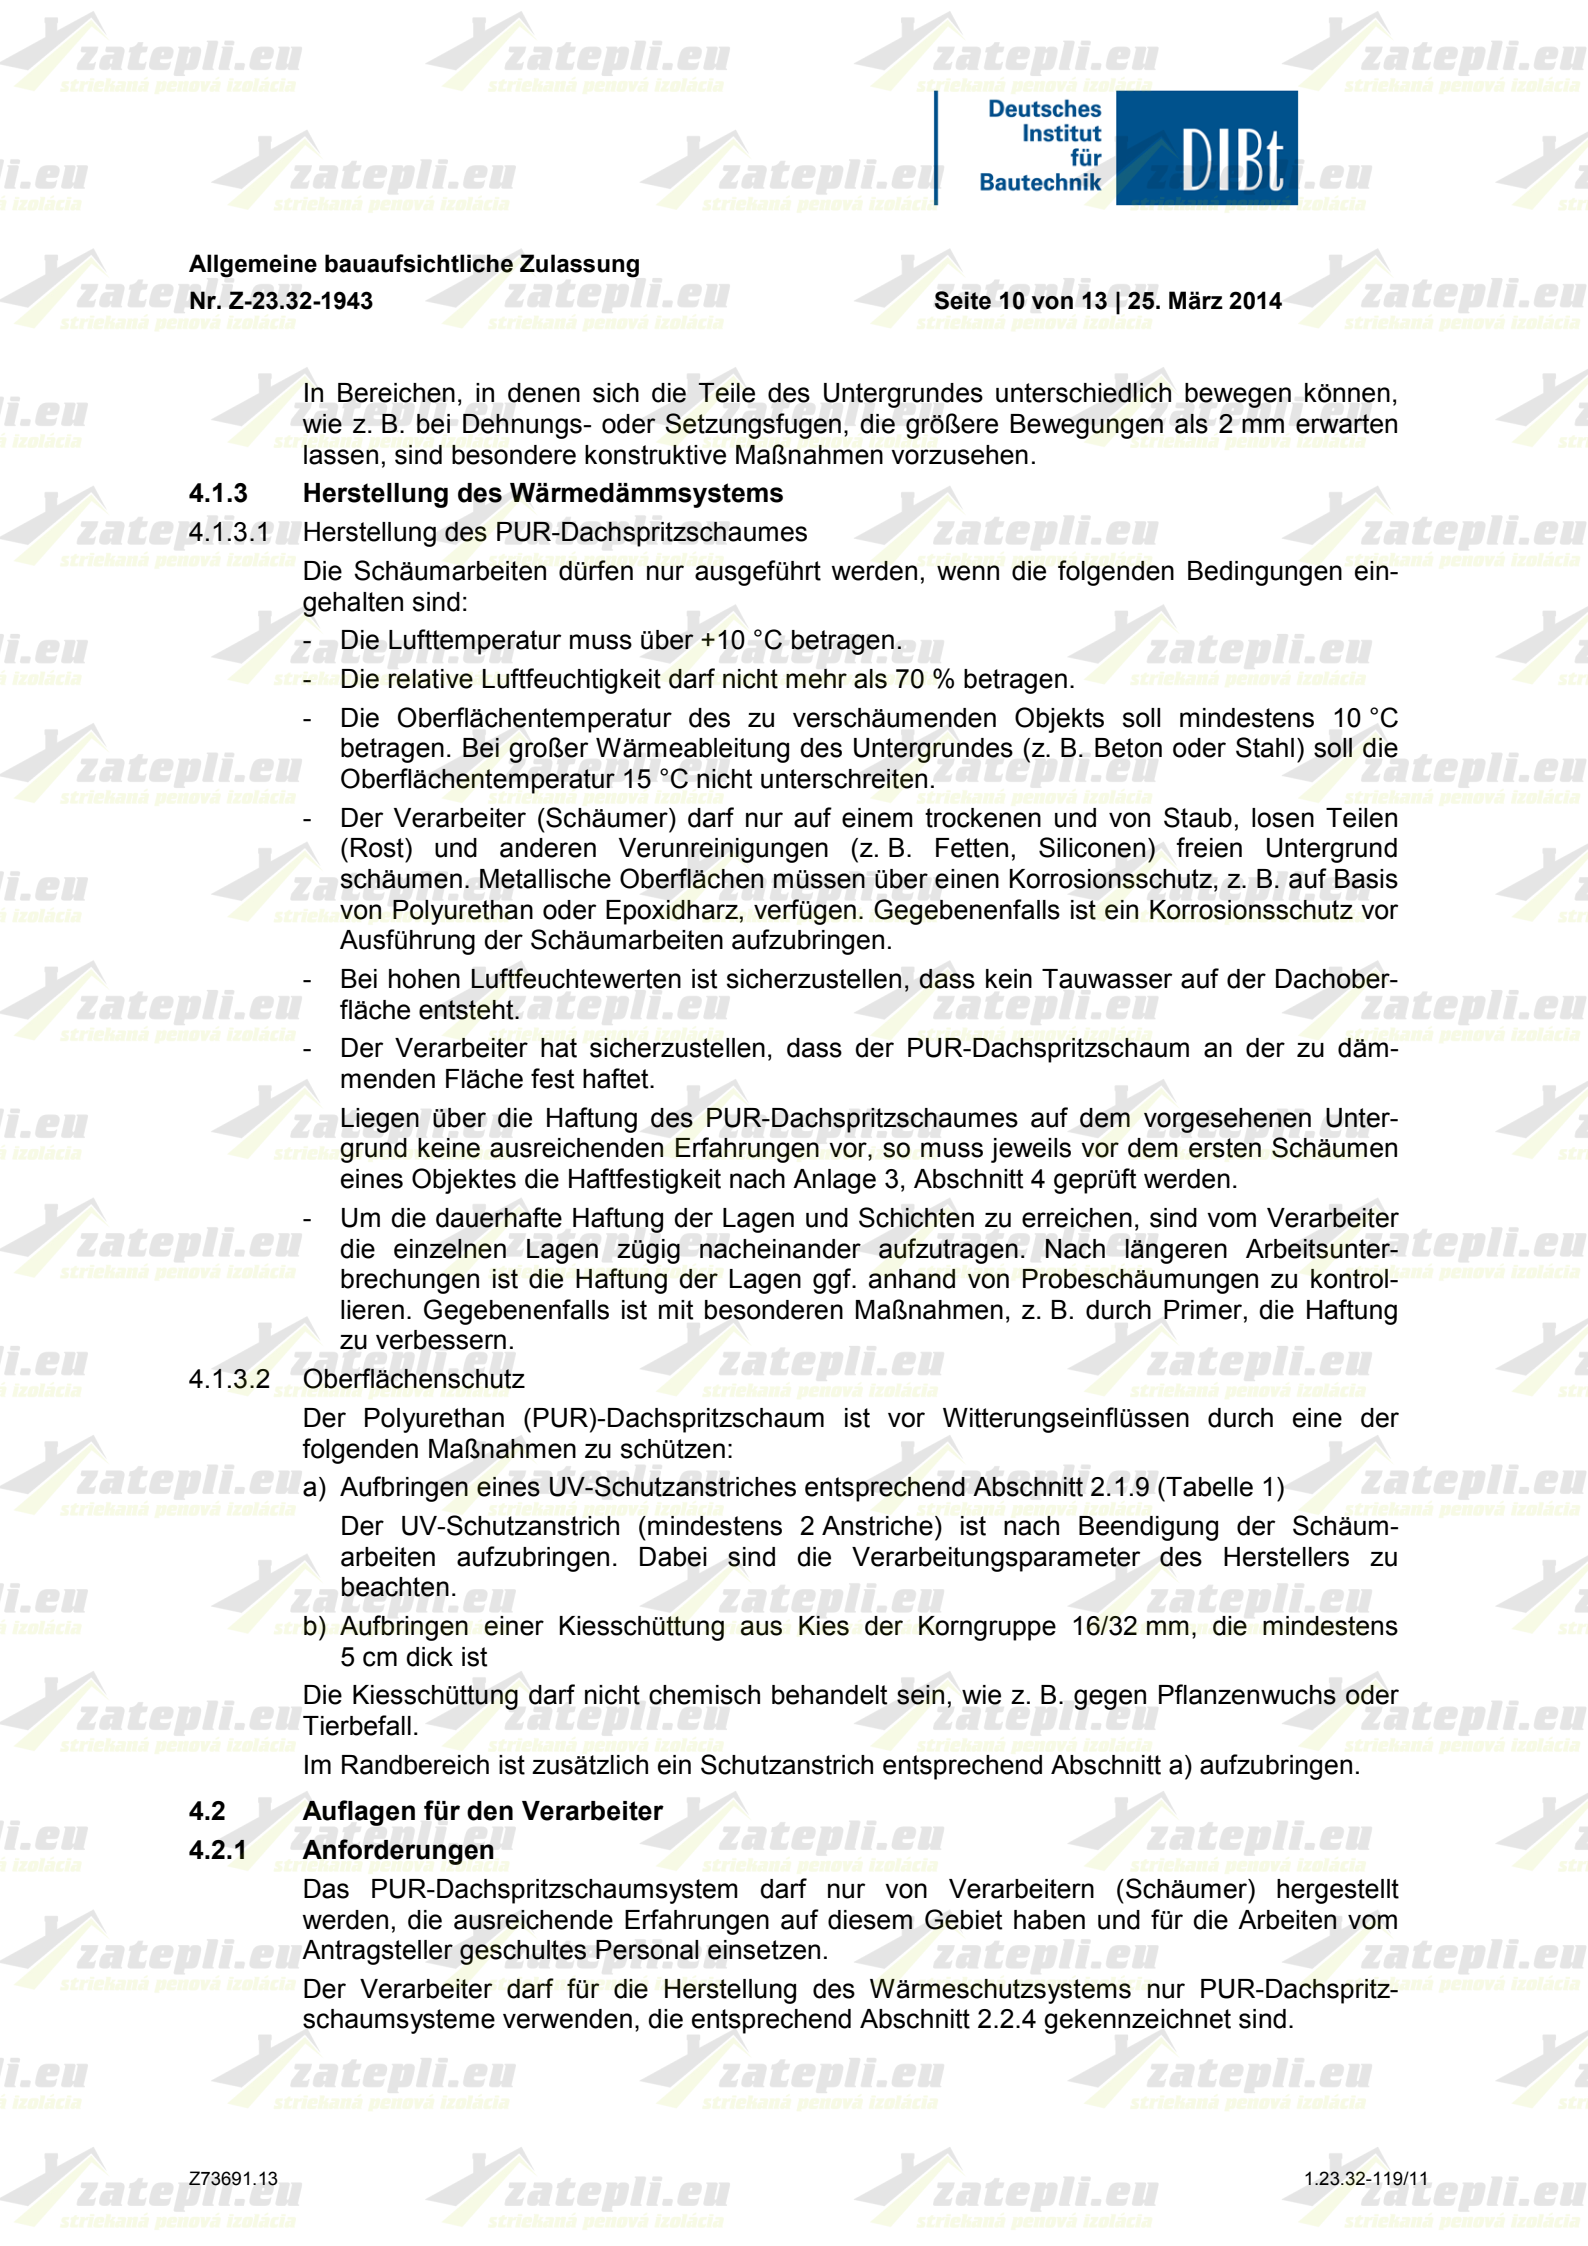 Deutsches
Institut
für
Bautechnik
DIBt
Allgemeine bauaufsichtliche Zulassung
Nr. Z-23.32-1943
Seite 10 von 13 | 25. März 2014
In Bereichen, in denen sich die Teile des Untergrundes unterschiedlich bewegen können,
wie z. B. bei Dehnungs- oder Setzungsfugen, die größere Bewegungen als 2 mm erwarten
lassen, sind besondere konstruktive Maßnahmen vorzusehen.
4.1.3 Herstellung des Wärmedämmsystems
4.1.3.1 Herstellung des PUR-Dachspritzschaumes
Die Schäumarbeiten dürfen nur ausgeführt werden, wenn die folgenden Bedingungen ein-
gehalten sind:
- Die Lufttemperatur muss über +10 °C betragen.
- Die relative Luftfeuchtigkeit darf nicht mehr als 70 % betragen.
- Die Oberflächentemperatur des zu verschäumenden Objekts soll mindestens 10 °C
betragen. Bei großer Wärmeableitung des Untergrundes (z. B. Beton oder Stahl) soll die
Oberflächentemperatur 15 °C nicht unterschreiten.
- Der Verarbeiter (Schäumer) darf nur auf einem trockenen und von Staub, losen Teilen
(Rost) und anderen Verunreinigungen (z. B. Fetten, Siliconen) freien Untergrund
schäumen. Metallische Oberflächen müssen über einen Korrosionsschutz, z. B. auf Basis
von Polyurethan oder Epoxidharz, verfügen. Gegebenenfalls ist ein Korrosionsschutz vor
Ausführung der Schäumarbeiten aufzubringen.
- Bei hohen Luftfeuchtewerten ist sicherzustellen, dass kein Tauwasser auf der Dachober-
fläche entsteht.
- Der Verarbeiter hat sicherzustellen, dass der PUR-Dachspritzschaum an der zu däm-
menden Fläche fest haftet.
Liegen über die Haftung des PUR-Dachspritzschaumes auf dem vorgesehenen Unter-
grund keine ausreichenden Erfahrungen vor, so muss jeweils vor dem ersten Schäumen
eines Objektes die Haftfestigkeit nach Anlage 3, Abschnitt 4 geprüft werden.
- Um die dauerhafte Haftung der Lagen und Schichten zu erreichen, sind vom Verarbeiter
die einzelnen Lagen zügig nacheinander aufzutragen. Nach längeren Arbeitsunter-
brechungen ist die Haftung der Lagen ggf. anhand von Probeschäumungen zu kontrol-
lieren. Gegebenenfalls ist mit besonderen Maßnahmen, z. B. durch Primer, die Haftung
zu verbessern.
4.1.3.2 Oberflächenschutz
Der Polyurethan (PUR)-Dachspritzschaum ist vor Witterungseinflüssen durch eine der
folgenden Maßnahmen zu schützen:
a) Aufbringen eines UV-Schutzanstriches entsprechend Abschnitt 2.1.9 (Tabelle 1)
Der UV-Schutzanstrich (mindestens 2 Anstriche) ist nach Beendigung der Schäum-
arbeiten aufzubringen. Dabei sind die Verarbeitungsparameter des Herstellers zu
beachten.
b) Aufbringen einer Kiesschüttung aus Kies der Korngruppe 16/32 mm, die mindestens
5 cm dick ist
Die Kiesschüttung darf nicht chemisch behandelt sein, wie z. B. gegen Pflanzenwuchs oder
Tierbefall.
Im Randbereich ist zusätzlich ein Schutzanstrich entsprechend Abschnitt a) aufzubringen.
4.2 Auflagen für den Verarbeiter
4.2.1 Anforderungen
Das PUR-Dachspritzschaumsystem darf nur von Verarbeitern (Schäumer) hergestellt
werden, die ausreichende Erfahrungen auf diesem Gebiet haben und für die Arbeiten vom
Antragsteller geschultes Personal einsetzen.
Der Verarbeiter darf für die Herstellung des Wärmeschutzsystems nur PUR-Dachspritz-
schaumsysteme verwenden, die entsprechend Abschnitt 2.2.4 gekennzeichnet sind.
Z73691.13
1.23.32-119/11
zatepli.eu
striekaná penová izolácia